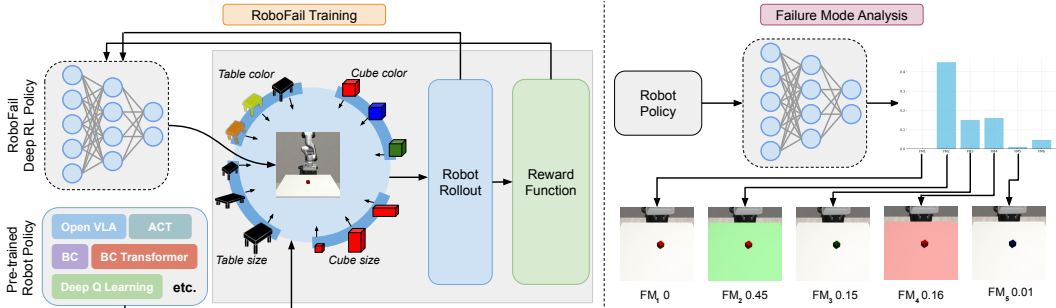 RoboFail Training
RoboFail
Deep RL Policy
Table color
Cube color
Table size
Cube size
Robot
Rollout
Reward
Function
Pre-trained
Robot Policy
Open VLA
ACT
BC
BC Transformer
Deep Q Learning
etc.
Failure Mode Analysis
Robot
Policy
FM₁ 0
FM₂ 0.45
FM₃ 0.15
FM₄ 0.16
FM₅ 0.01